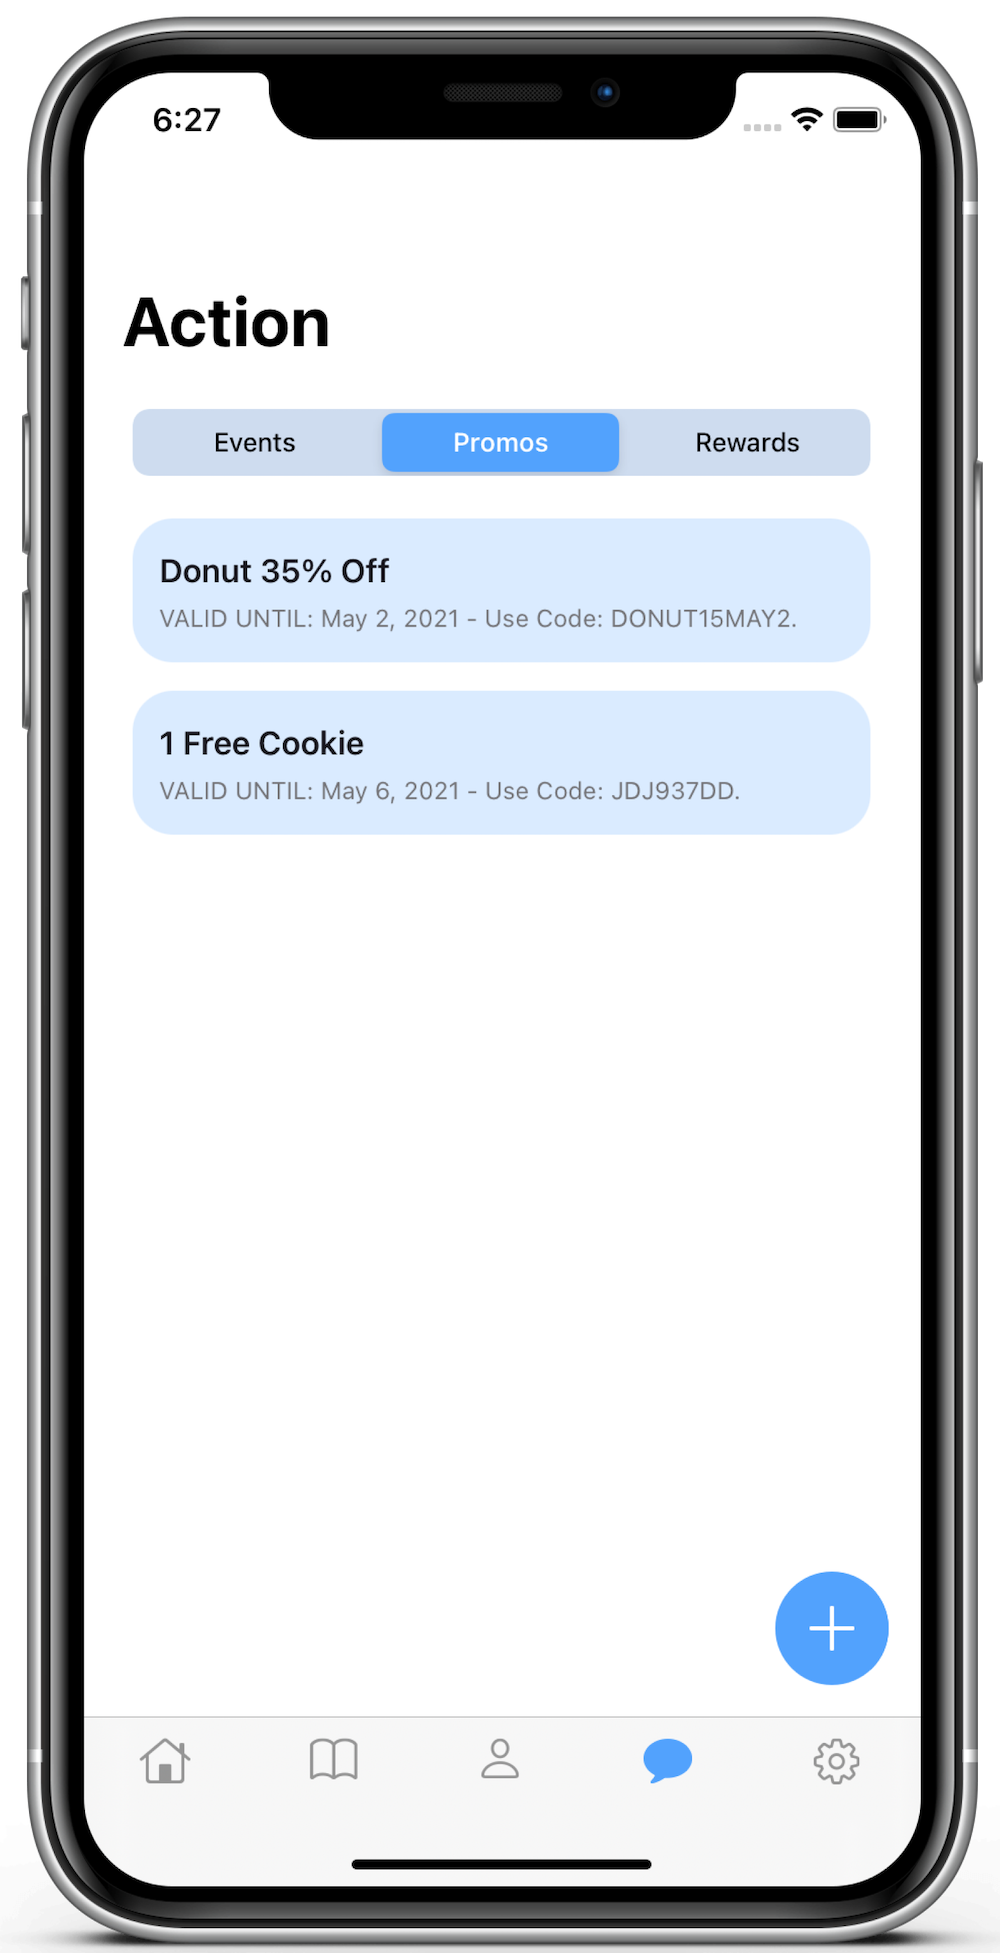 6:27
Action
Events Promos Rewards
Donut 35% Off
VALID UNTIL: May 2, 2021 - Use Code: DONUT15MAY2.
1 Free Cookie
VALID UNTIL: May 6, 2021 - Use Code: JDJ937DD.